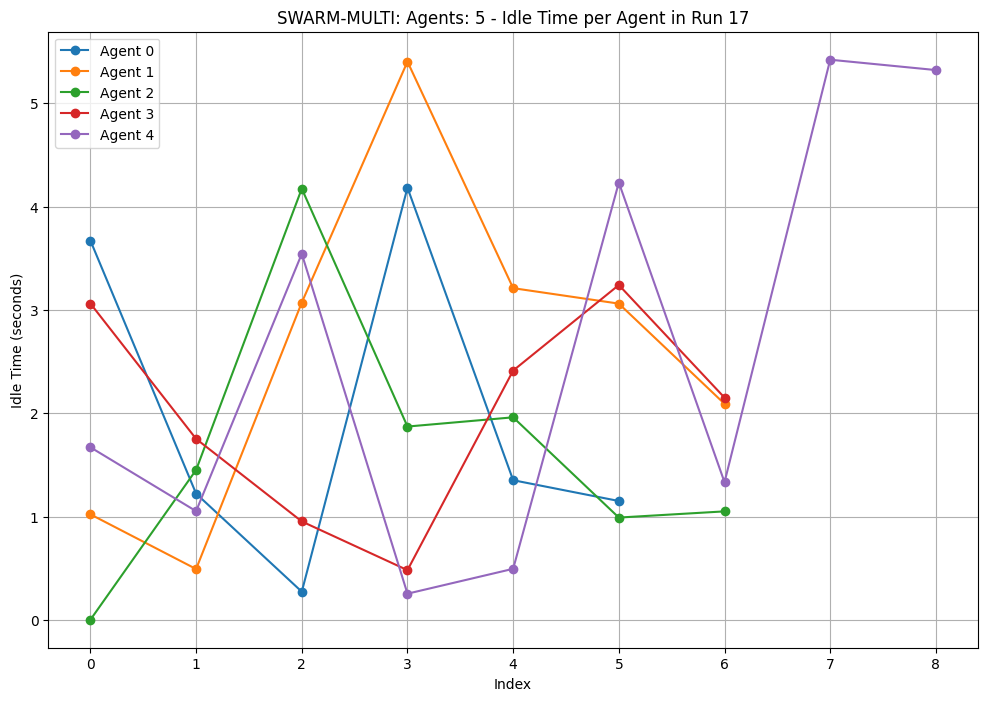 SWARM-MULTI: Agents: 5 - Idle Time per Agent in Run 17
Agent 0
Agent 1
Agent 2
Agent 3
Agent 4
Idle Time (seconds)
5
4
3
2
1
0
0 1 2 3 4 5 6 7 8
Index